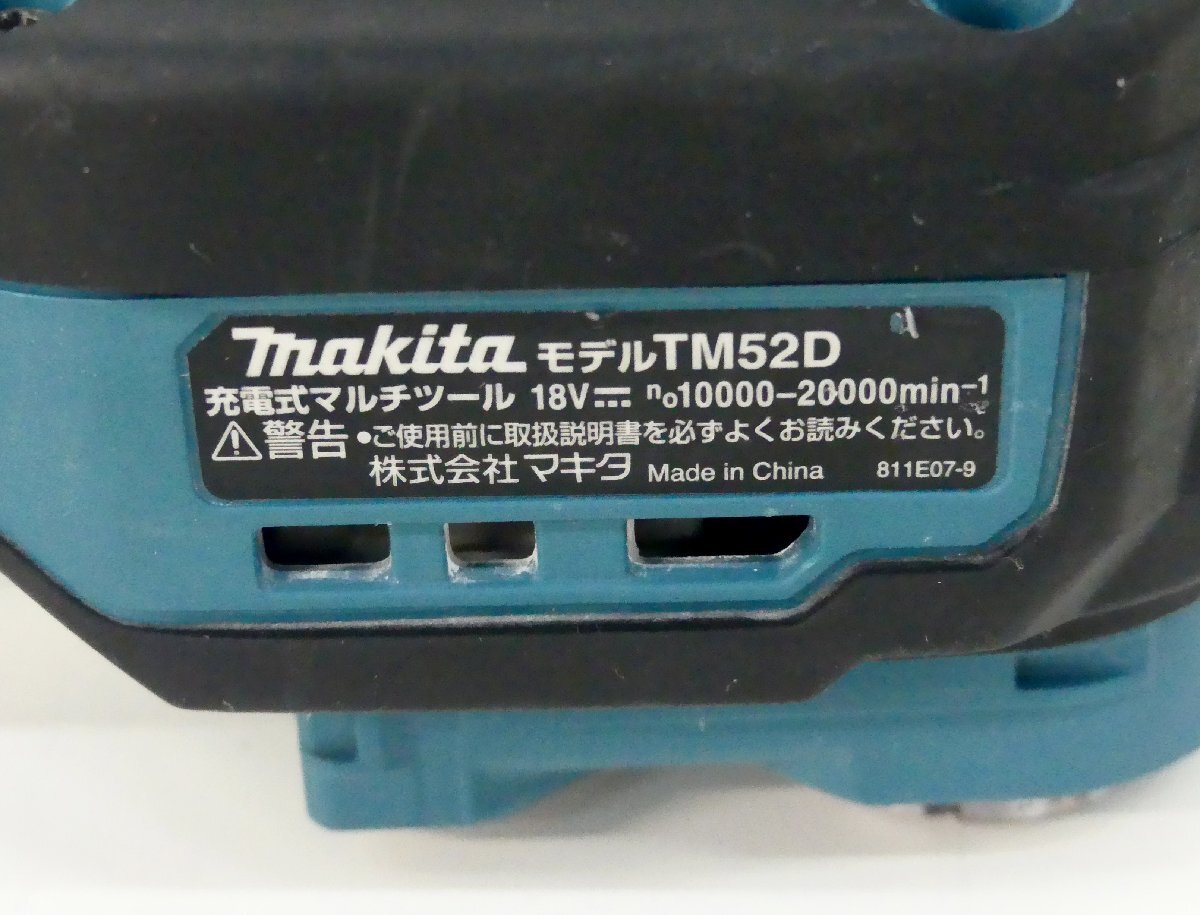 makita モデルTM52D
充電式マルチツール 18V⎓ n₀10000–20000min⁻¹
⚠警告 •ご使用前に取扱説明書を必ずよくお読みください。
株式会社 マキタ Made in China 811E07-9